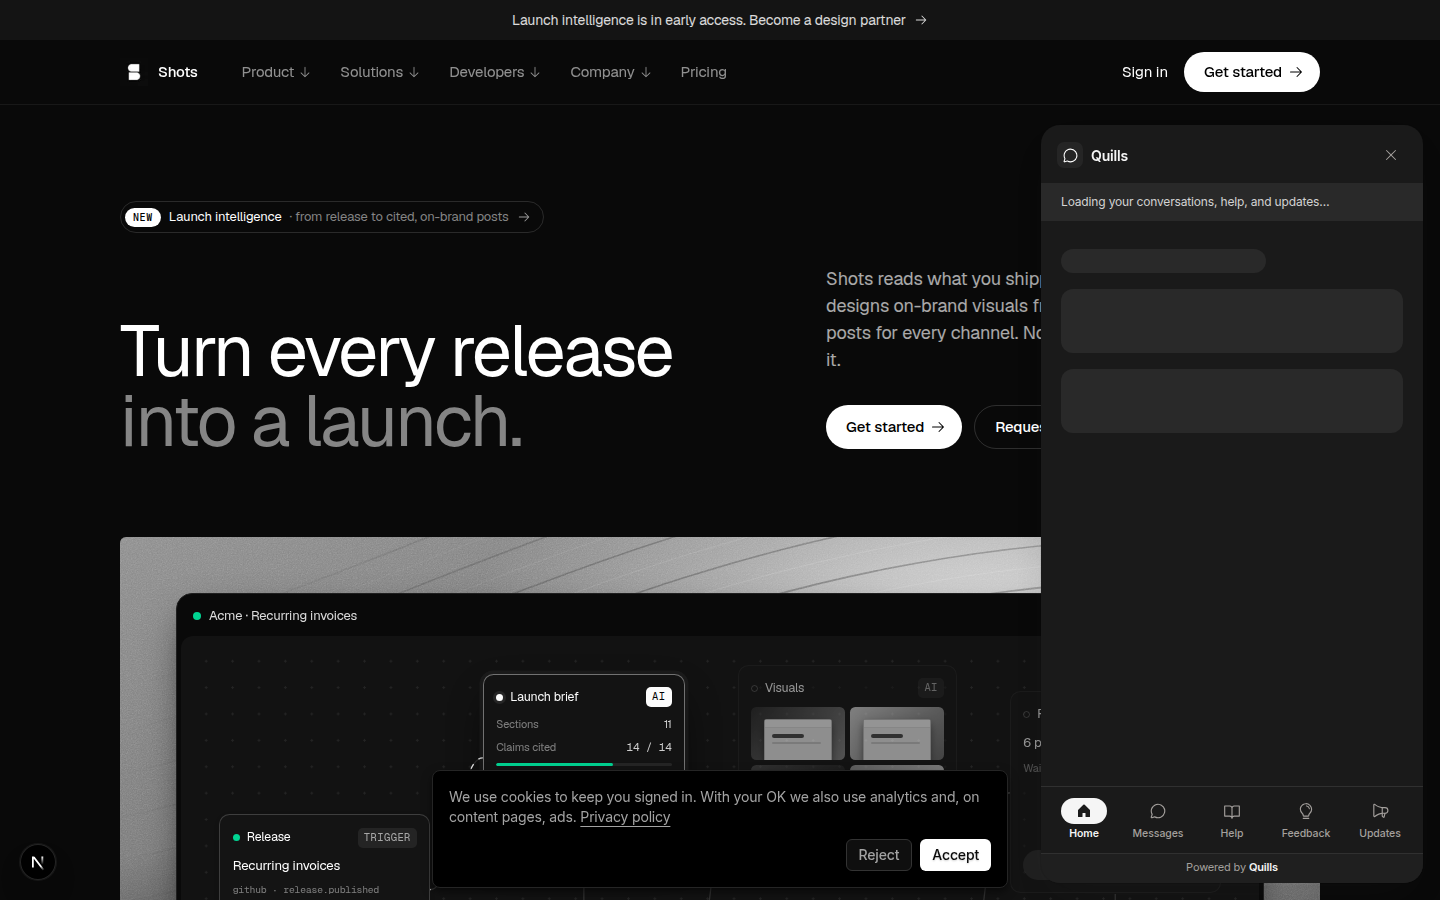 Launch intelligence is in early access. Become a design partner →
Shots
Product ↓
Solutions ↓
Developers ↓
Company ↓
Pricing
Sign in
Get started →
NEW Launch intelligence · from release to cited, on-brand posts →
Turn every release
into a launch.
Shots reads what you
designs on-brand visuals
posts for every channel.
it.
Get started →
Quills
Loading your conversations, help, and updates...
Acme · Recurring invoices
Launch brief AI
Sections 11
Claims cited 14 / 14
Visuals AI
Release TRIGGER
Recurring invoices
github · release.published
We use cookies to keep you signed in. With your OK we also use analytics and, on
content pages, ads. Privacy policy
Reject
Accept
Home
Messages
Help
Feedback
Updates
Powered by Quills